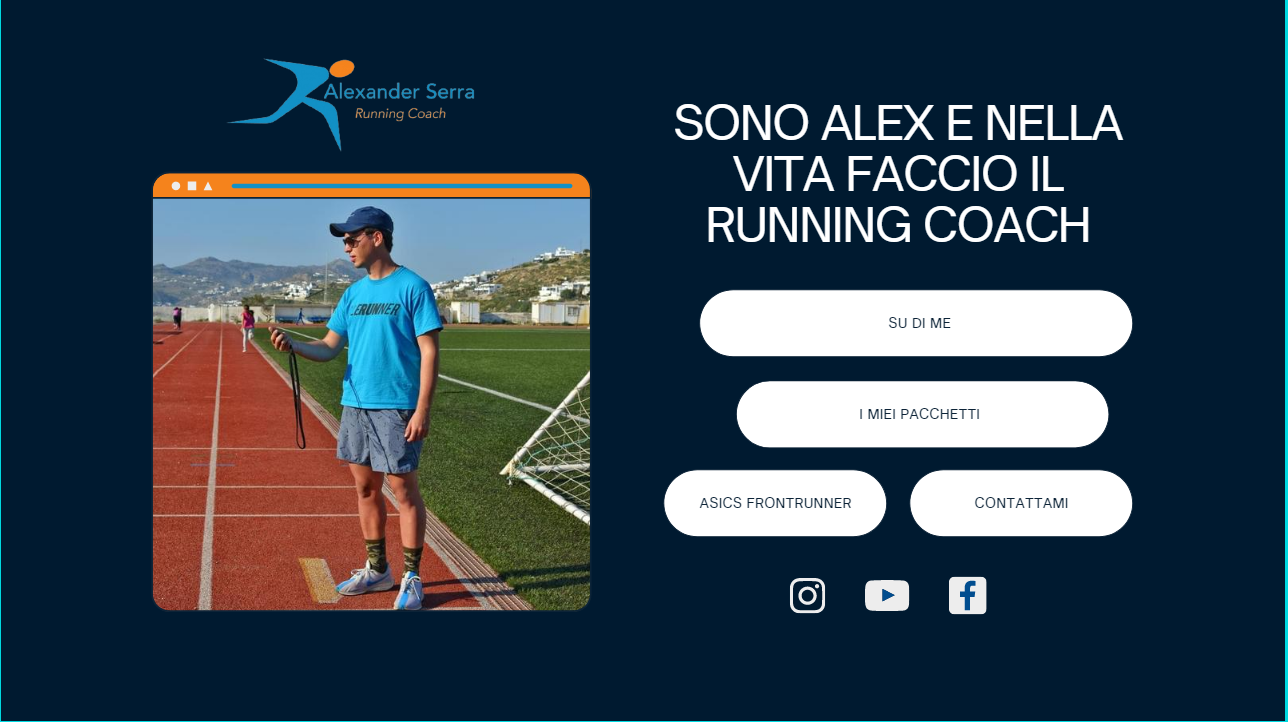 Alexander Serra
Running Coach
SONO ALEX E NELLA
VITA FACCIO IL
RUNNING COACH
ERUNNER
SU DI ME
I MIEI PACCHETTI
ASICS FRONTRUNNER
CONTATTAMI